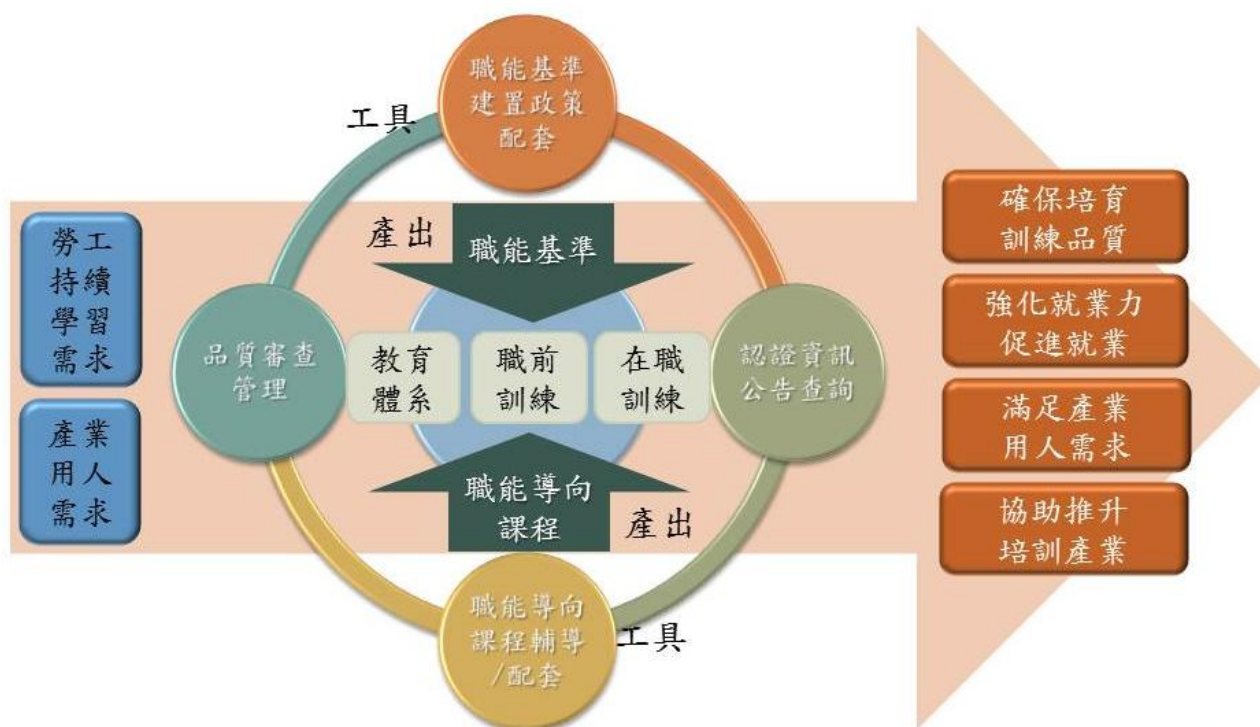 職能基準
建置政策
配套
工具
勞工
持續
學習
需求
產業
用人
需求
產出
職能基準
品質審查
管理
教育
體系
職前
訓練
在職
訓練
認證資訊
公告查詢
職能導向
課程
產出
職能導向
課程輔導
/配套
工具
確保培育
訓練品質
強化就業力
促進就業
滿足產業
用人需求
協助推升
培訓產業